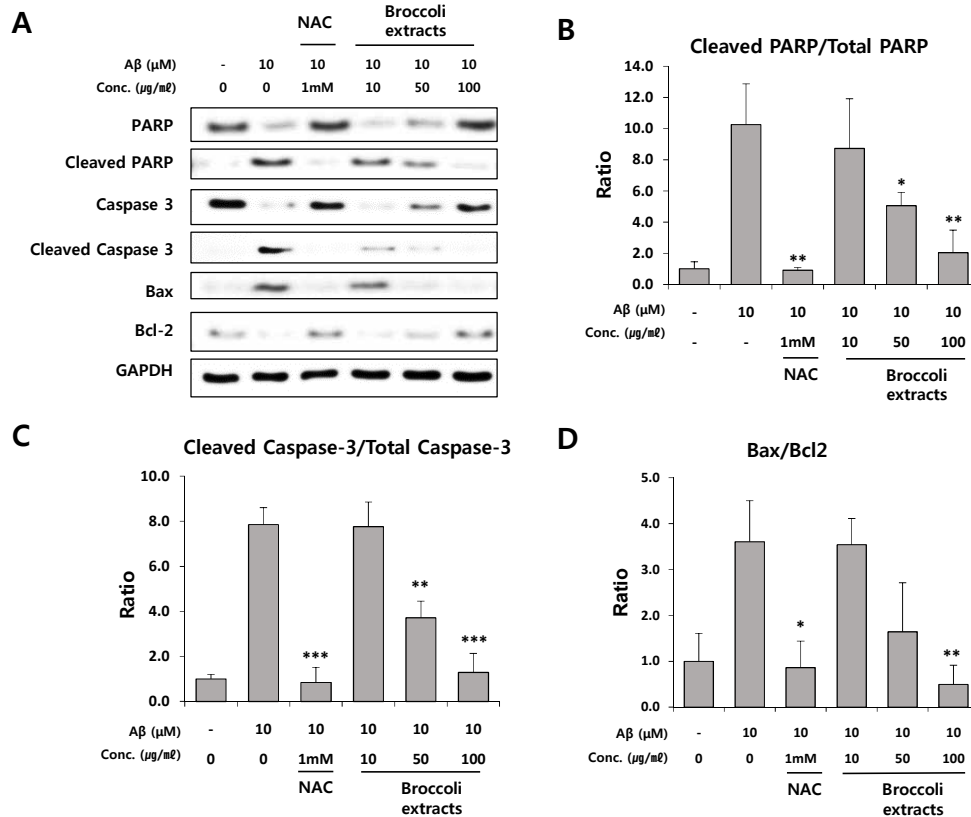 A
NAC
Broccoli
extracts
Aβ (μM) - 10 10 10 10 10
Conc. (㎍/㎖) 0 0 1mM 10 50 100
PARP
Cleaved PARP
Caspase 3
Cleaved Caspase 3
Bax
Bcl-2
GAPDH
B
Cleaved PARP/Total PARP
14.0
12.0
10.0
8.0
6.0
4.0
2.0
0.0
Ratio
**
*
**
Aβ (μM) - 10 10 10 10 10
Conc. (㎍/㎖) - - 1mM 10 50 100
NAC
Broccoli
extracts
C
Cleaved Caspase-3/Total Caspase-3
10.0
8.0
6.0
4.0
2.0
0.0
Ratio
***
**
***
Aβ (μM) - 10 10 10 10 10
Conc. (㎍/㎖) 0 0 1mM 10 50 100
NAC
Broccoli
extracts
D
Bax/Bcl2
5.0
4.0
3.0
2.0
1.0
0.0
Ratio
*
**
Aβ (μM) - 10 10 10 10 10
Conc. (㎍/㎖) 0 0 1mM 10 50 100
NAC
Broccoli
extracts